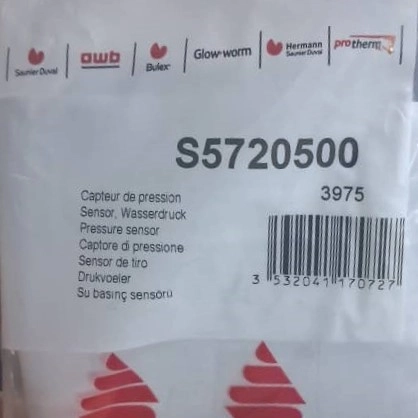 Saunier Duval
awb
Bulex
Glow-worm
Hermann
Saunier Duval
protherm
S5720500
Capteur de pression
3975
Sensor, Wasserdruck
Pressure sensor
Captore di pressione
Sensor de tiro
Drukvoeler
Su basınç sensörü
3 532041 170727